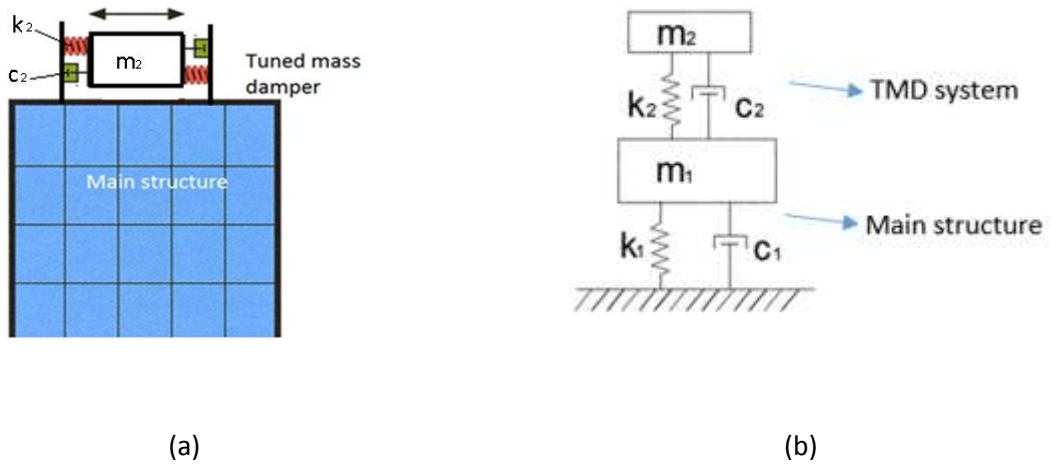 k₂
c₂
m₂
Tuned mass
damper
Main structure
(a)
m₂
k₂
c₂
TMD system
m₁
Main structure
k₁
c₁
(b)